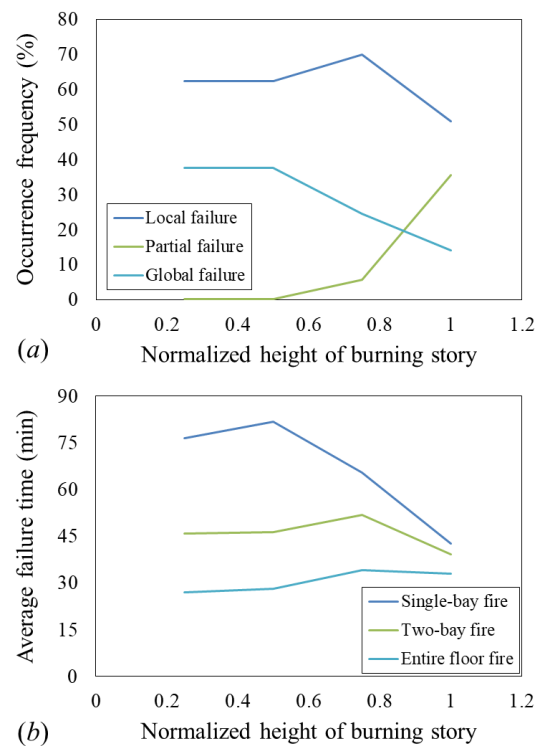 80
70
60
50
40
30
20
10
0
Occurrence frequency (%)
Local failure
Partial failure
Global failure
0 0.2 0.4 0.6 0.8 1 1.2
(a) Normalized height of burning story
90
75
60
45
30
15
0
Average failure time (min)
Single-bay fire
Two-bay fire
Entire floor fire
0 0.2 0.4 0.6 0.8 1 1.2
(b) Normalized height of burning story